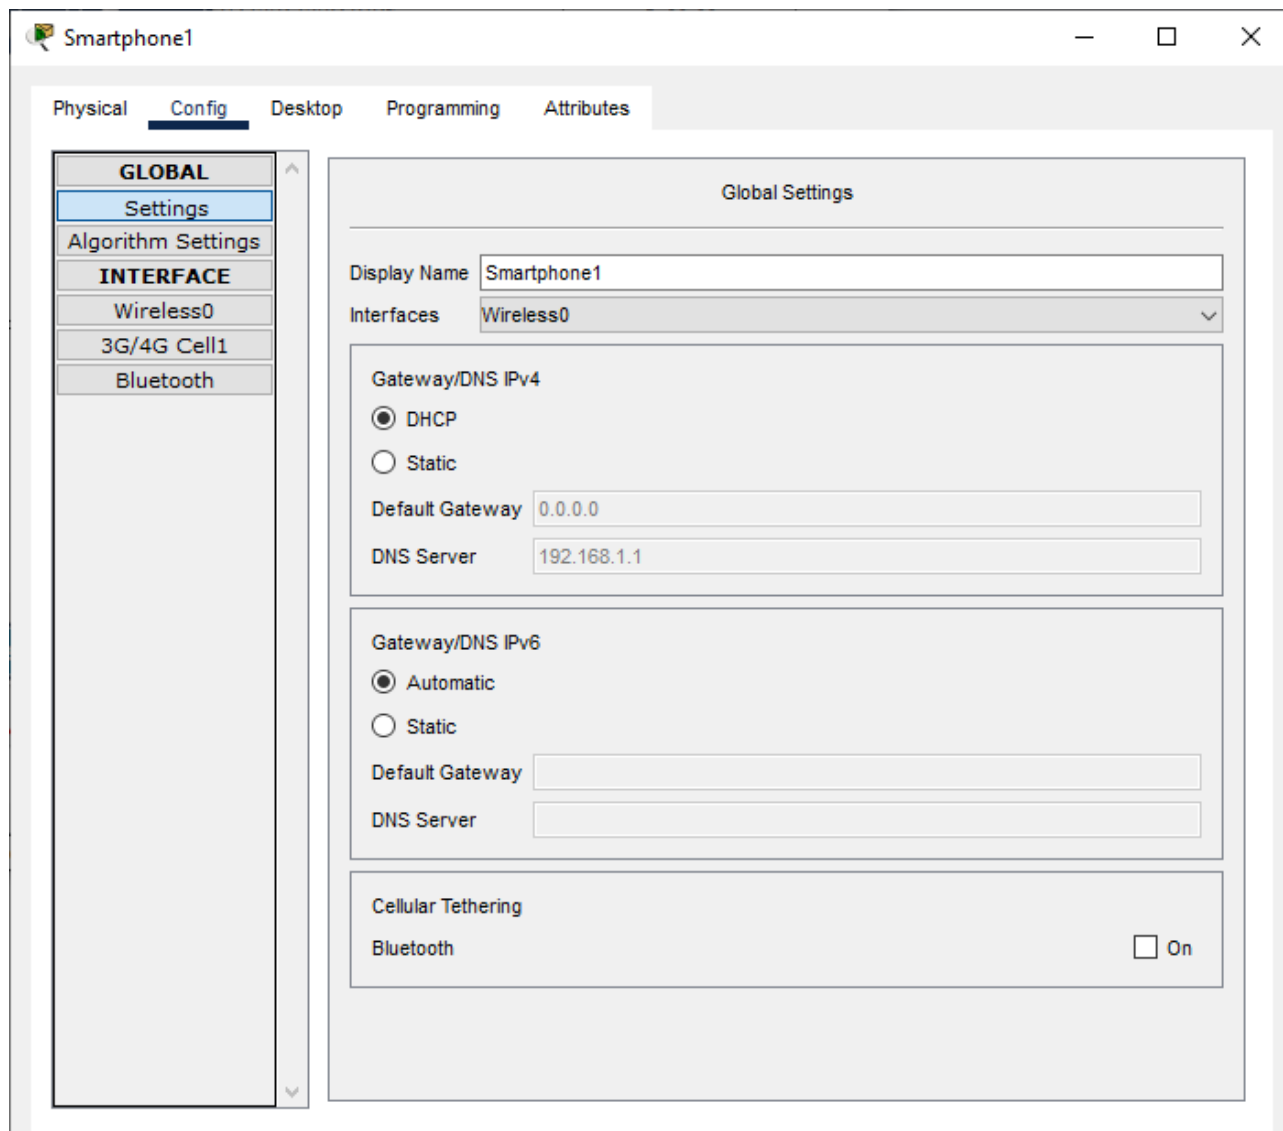 Smartphone1
Physical Config Desktop Programming Attributes
GLOBAL
Settings
Algorithm Settings
INTERFACE
Wireless0
3G/4G Cell1
Bluetooth
Global Settings
Display Name Smartphone1
Interfaces Wireless0
Gateway/DNS IPv4
DHCP
Static
Default Gateway 0.0.0.0
DNS Server 192.168.1.1
Gateway/DNS IPv6
Automatic
Static
Default Gateway
DNS Server
Cellular Tethering
Bluetooth On